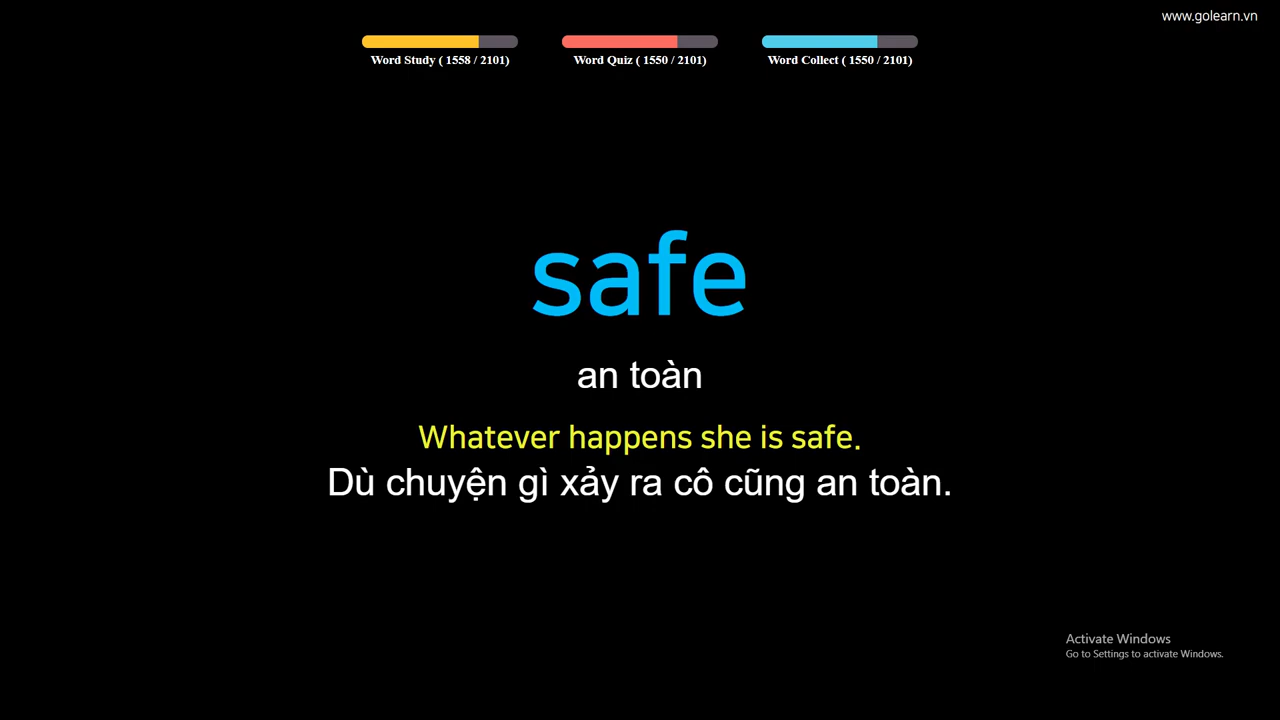 www.golearn.vn
Word Study ( 1558 / 2101)
Word Quiz ( 1550 / 2101)
Word Collect ( 1550 / 2101)
safe
an toàn
Whatever happens she is safe.
Dù chuyện gì xảy ra cô cũng an toàn.
Activate Windows
Go to Settings to activate Windows.